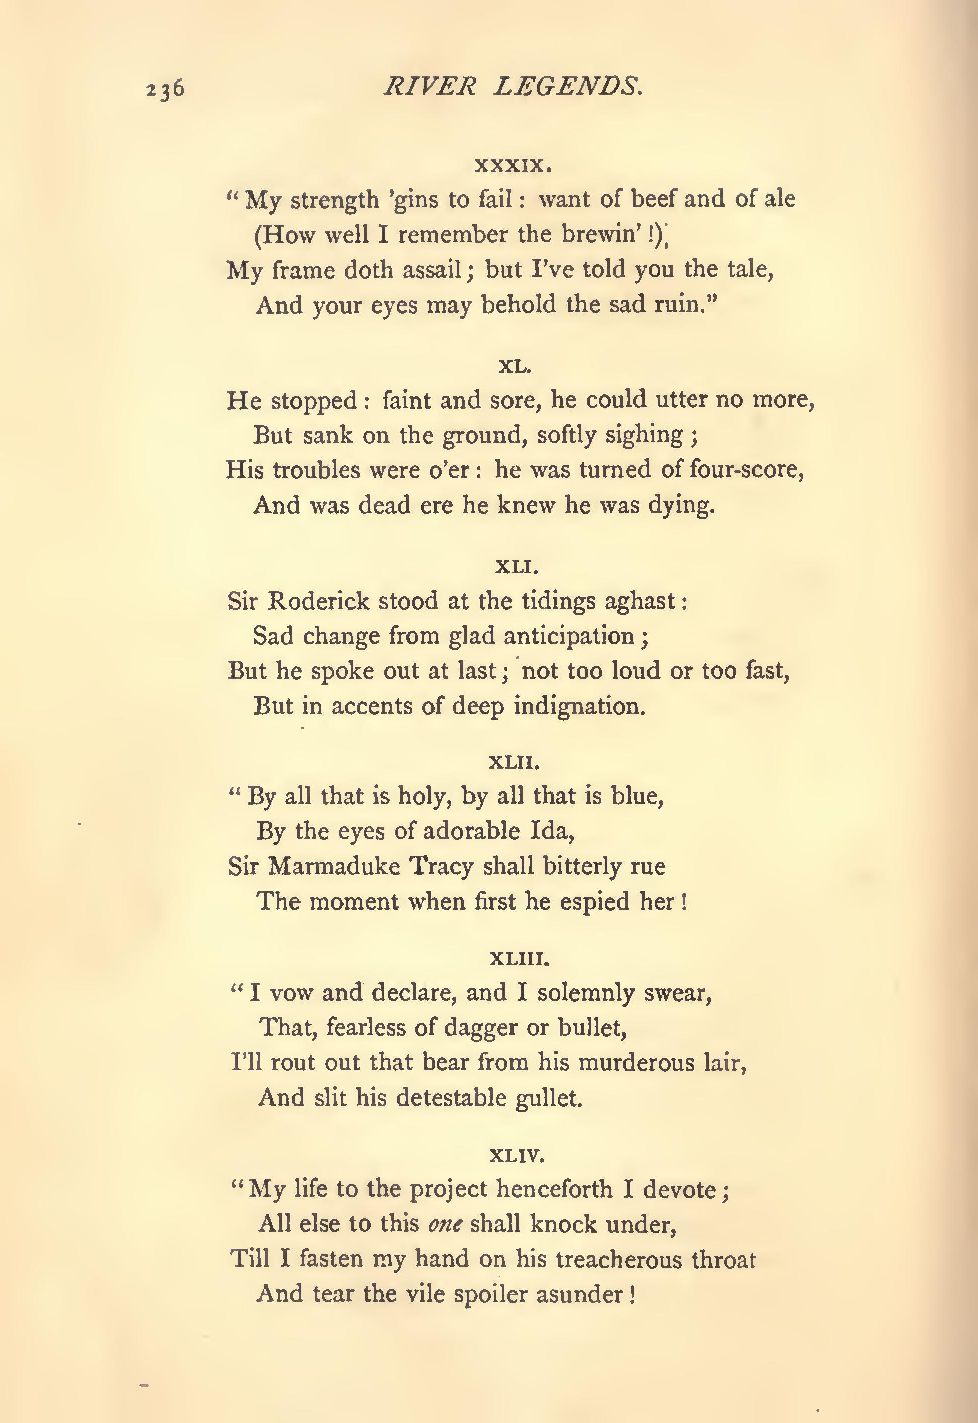 236 RIVER LEGENDS.
XXXIX.
“ My strength ’gins to fail : want of beef and of ale
(How well I remember the brewin’ !);
My frame doth assail ; but I’ve told you the tale,
And your eyes may behold the sad ruin.”
XL.
He stopped : faint and sore, he could utter no more,
But sank on the ground, softly sighing ;
His troubles were o’er : he was turned of four-score,
And was dead ere he knew he was dying.
XLI.
Sir Roderick stood at the tidings aghast :
Sad change from glad anticipation ;
But he spoke out at last ; not too loud or too fast,
But in accents of deep indignation.
XLII.
“ By all that is holy, by all that is blue,
By the eyes of adorable Ida,
Sir Marmaduke Tracy shall bitterly rue
The moment when first he espied her !
XLIII.
“ I vow and declare, and I solemnly swear,
That, fearless of dagger or bullet,
I’ll rout out that bear from his murderous lair,
And slit his detestable gullet.
XLIV.
“ My life to the project henceforth I devote ;
All else to this one shall knock under,
Till I fasten my hand on his treacherous throat
And tear the vile spoiler asunder !